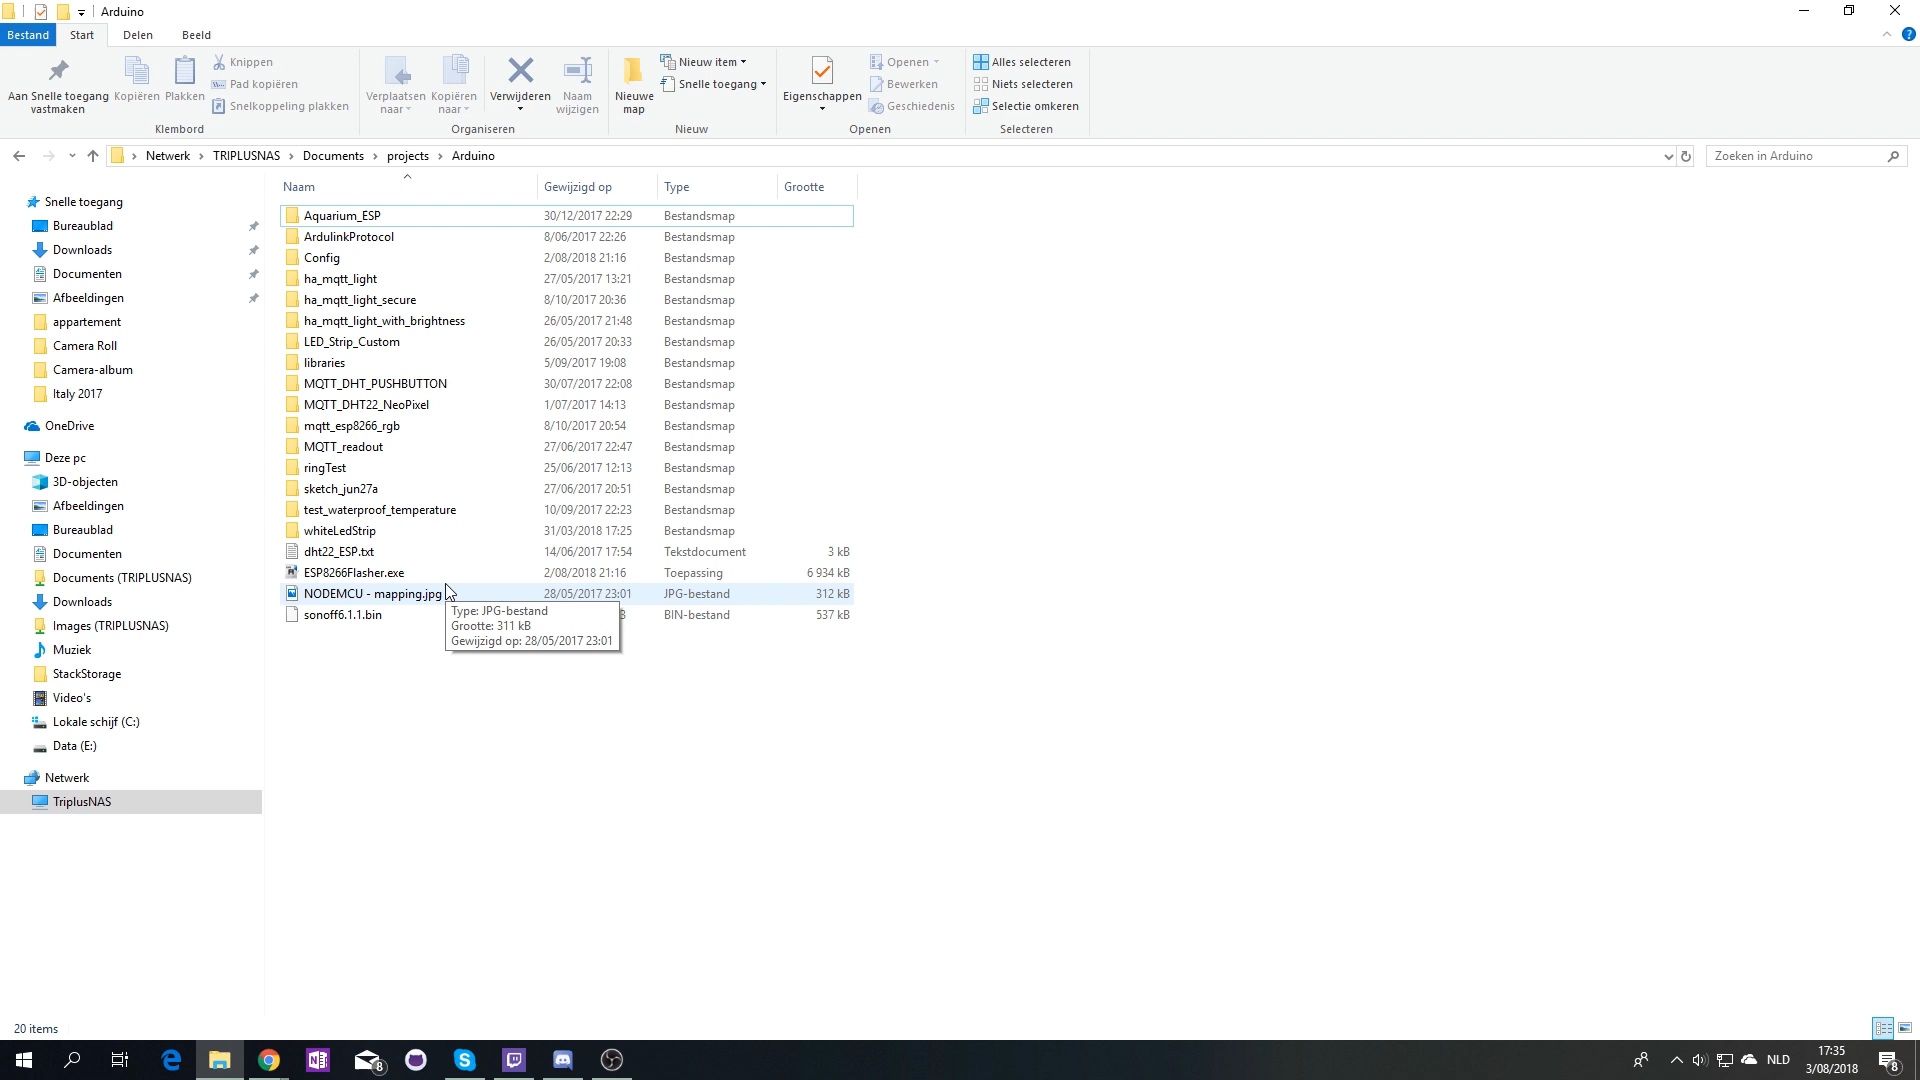 Arduino
Bestand Start Delen Beeld
Aan Snelle toegang vastmaken
Kopiëren
Plakken
Knippen
Pad kopiëren
Snelkoppeling plakken
Klembord
Verplaatsen naar
Kopiëren naar
Verwijderen
Naam wijzigen
Organiseren
Nieuwe map
Nieuw item
Snelle toegang
Nieuw
Eigenschappen
Openen
Bewerken
Geschiedenis
Openen
Alles selecteren
Niets selecteren
Selectie omkeren
Selecteren
Netwerk > TRIPLUSNAS > Documents > projects > Arduino
Zoeken in Arduino
Snelle toegang
Bureaublad
Downloads
Documenten
Afbeeldingen
appartement
Camera Roll
Camera-album
Italy 2017
OneDrive
Deze pc
3D-objecten
Afbeeldingen
Bureaublad
Documenten
Documents (TRIPLUSNAS)
Downloads
Images (TRIPLUSNAS)
Muziek
StackStorage
Video's
Lokale schijf (C:)
Data (E:)
Netwerk
TriplusNAS
Naam Gewijzigd op Type Grootte
Aquarium_ESP 30/12/2017 22:29 Bestandsmap
ArdulinkProtocol 8/06/2017 22:26 Bestandsmap
Config 2/08/2018 21:16 Bestandsmap
ha_mqtt_light 27/05/2017 13:21 Bestandsmap
ha_mqtt_light_secure 8/10/2017 20:36 Bestandsmap
ha_mqtt_light_with_brightness 26/05/2017 21:48 Bestandsmap
LED_Strip_Custom 26/05/2017 20:33 Bestandsmap
libraries 5/09/2017 19:08 Bestandsmap
MQTT_DHT_PUSHBUTTON 30/07/2017 22:08 Bestandsmap
MQTT_DHT22_NeoPixel 1/07/2017 14:13 Bestandsmap
mqtt_esp8266_rgb 8/10/2017 20:54 Bestandsmap
MQTT_readout 27/06/2017 22:47 Bestandsmap
ringTest 25/06/2017 12:13 Bestandsmap
sketch_jun27a 27/06/2017 20:51 Bestandsmap
test_waterproof_temperature 10/09/2017 22:23 Bestandsmap
whiteLedStrip 31/03/2018 17:25 Bestandsmap
dht22_ESP.txt 14/06/2017 17:54 Tekstdocument 3 kB
ESP8266Flasher.exe 2/08/2018 21:16 Toepassing 6 934 kB
NODEMCU - mapping.jpg 28/05/2017 23:01 JPG-bestand 312 kB
sonoff6.1.1.bin BIN-bestand 537 kB
Type: JPG-bestand
Grootte: 311 kB
Gewijzigd op: 28/05/2017 23:01
20 items
8
NLD
17:35
3/08/2018
8